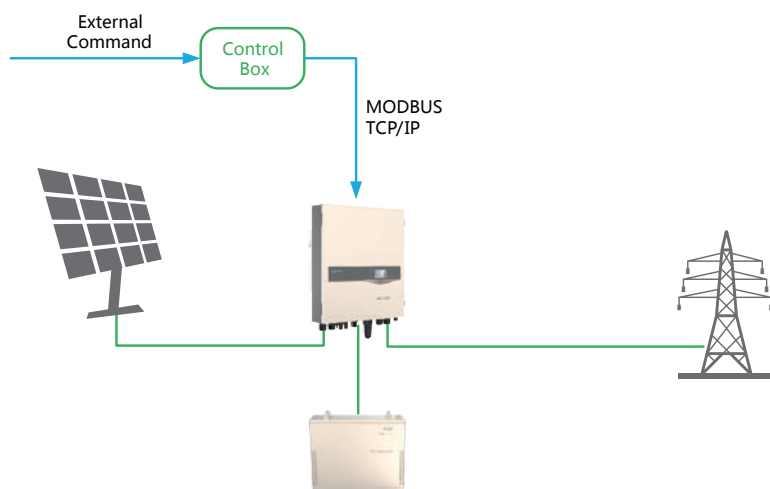 External
Command
Control
Box
MODBUS
TCP/IP